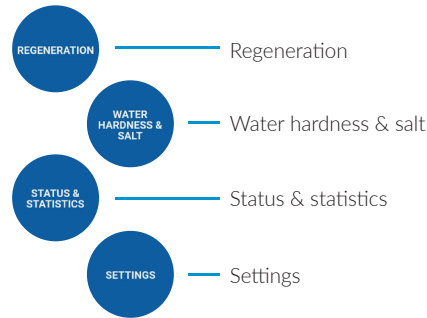 REGENERATION
Regeneration
WATER
HARDNESS &
SALT
Water hardness & salt
STATUS &
STATISTICS
Status & statistics
SETTINGS
Settings